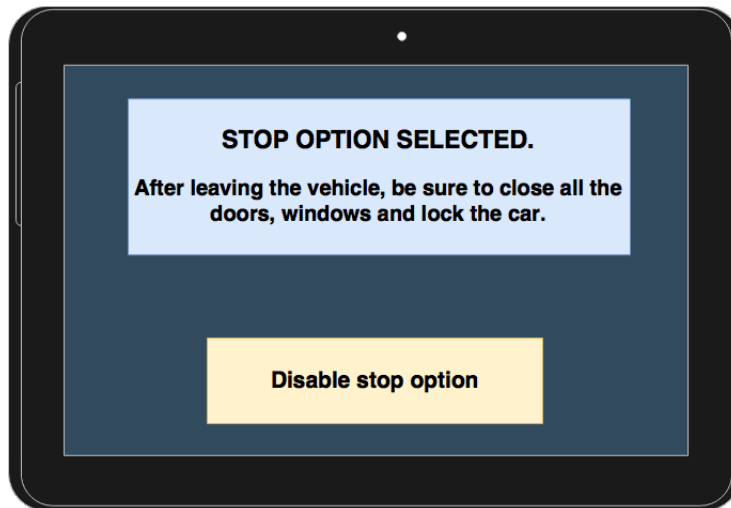 STOP OPTION SELECTED.
After leaving the vehicle, be sure to close all the
doors, windows and lock the car.
Disable stop option